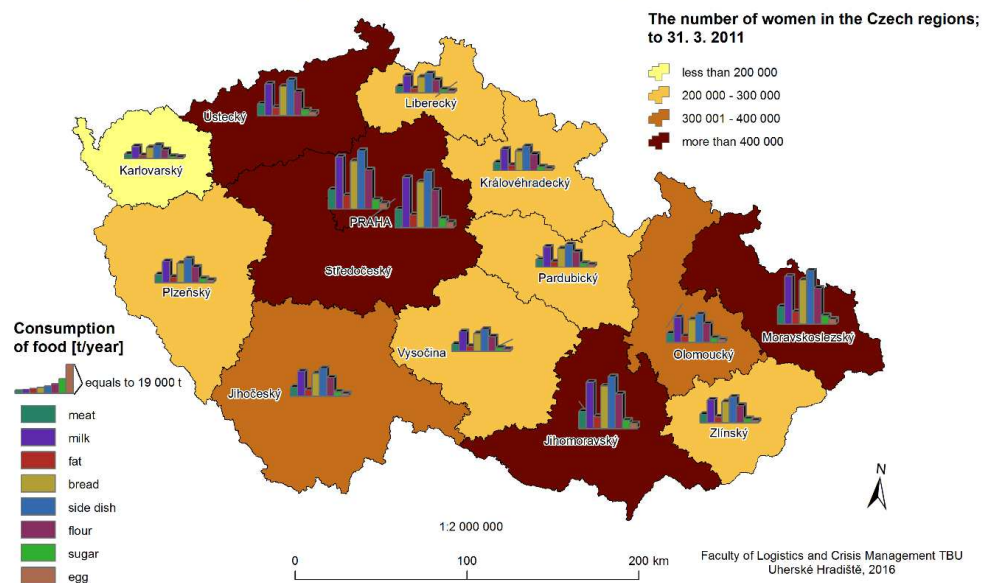 The number of women in the Czech regions;
to 31. 3. 2011
less than 200 000
200 000 - 300 000
300 001 - 400 000
more than 400 000
Liberecký
Ústecký
Karlovarský
Královéhradecký
PRAHA
Středočeský
Pardubický
Plzeňský
Moravskoslezský
Vysočina
Olomoucký
Jihočeský
Zlínský
Jihomoravský
Consumption
of food [t/year]
equals to 19 000 t
meat
milk
fat
bread
side dish
flour
sugar
egg
N
1:2 000 000
0 100 200 km
Faculty of Logistics and Crisis Management TBU
Uherské Hradiště, 2016